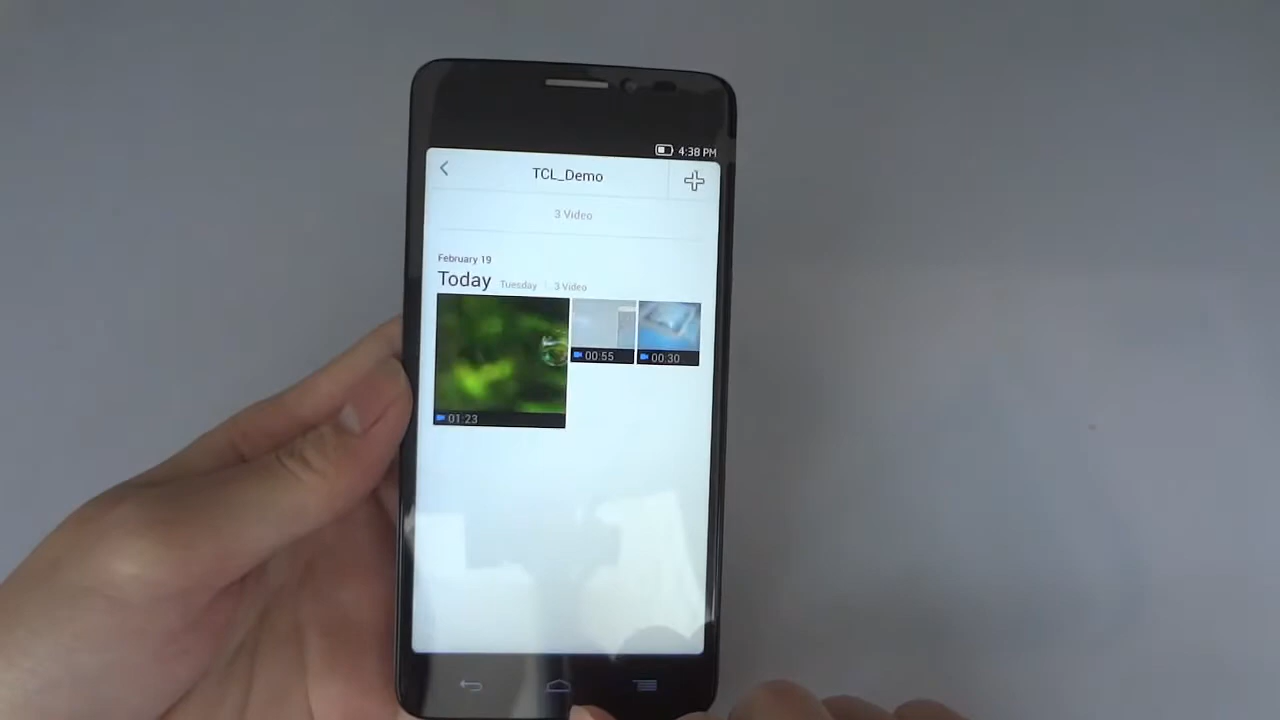 4:38 PM
TCL_Demo
3 Video
February 19
Today Tuesday 3 Video
01:23
00:55
00:30